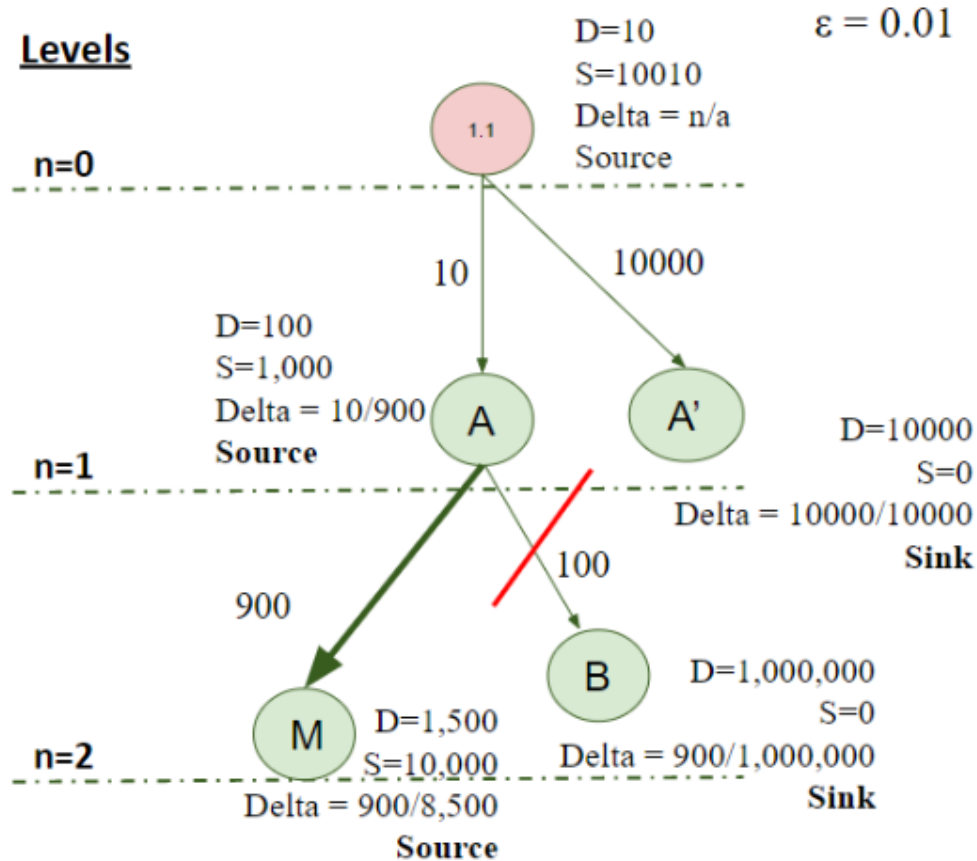 Levels
D=10
S=10010
Delta = n/a
Source
ε = 0.01
1.1
n=0
10
10000
D=100
S=1,000
Delta = 10/900
Source
A
A'
D=10000
S=0
Delta = 10000/10000
Sink
n=1
900
100
M
B
D=1,500
S=10,000
Delta = 900/8,500
Source
D=1,000,000
S=0
Delta = 900/1,000,000
Sink
n=2